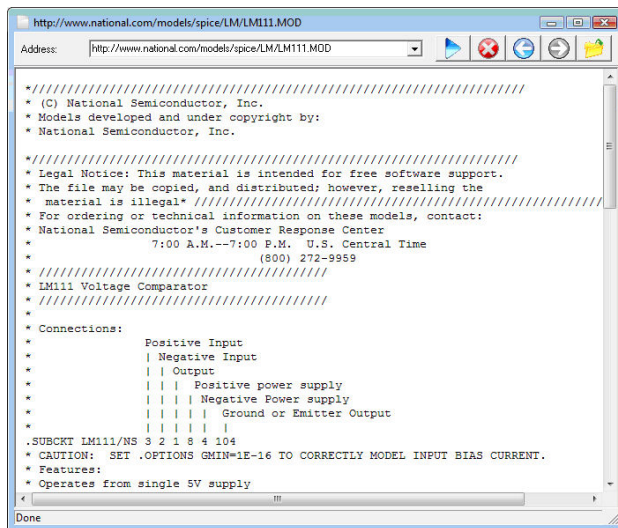 http://www.national.com/models/spice/LM/LM111.MOD
Address: http://www.national.com/models/spice/LM/LM111.MOD
*//////////////////////////////////////////////////////////////////////
* (C) National Semiconductor, Inc.
* Models developed and under copyright by:
* National Semiconductor, Inc.
*/////////////////////////////////////////////////////////////////////
* Legal Notice: This material is intended for free software support.
* The file may be copied, and distributed; however, reselling the
*  material is illegal* //////////////////////////////////////////////////////////
* For ordering or technical information on these models, contact:
* National Semiconductor's Customer Response Center
*                 7:00 A.M.--7:00 P.M.  U.S. Central Time
*                                (800) 272-9959
* /////////////////////////////////////////
* LM111 Voltage Comparator
* /////////////////////////////////////////
*
* Connections:
*                Positive Input
*                | Negative Input
*                | | Output
*                | | |  Positive power supply
*                | | | | Negative Power supply
*                | | | | |  Ground or Emitter Output
*                | | | | |  |
.SUBCKT LM111/NS 3 2 1 8 4 104
* CAUTION:  SET .OPTIONS GMIN=1E-16 TO CORRECTLY MODEL INPUT BIAS CURRENT.
* Features:
* Operates from single 5V supply
Done